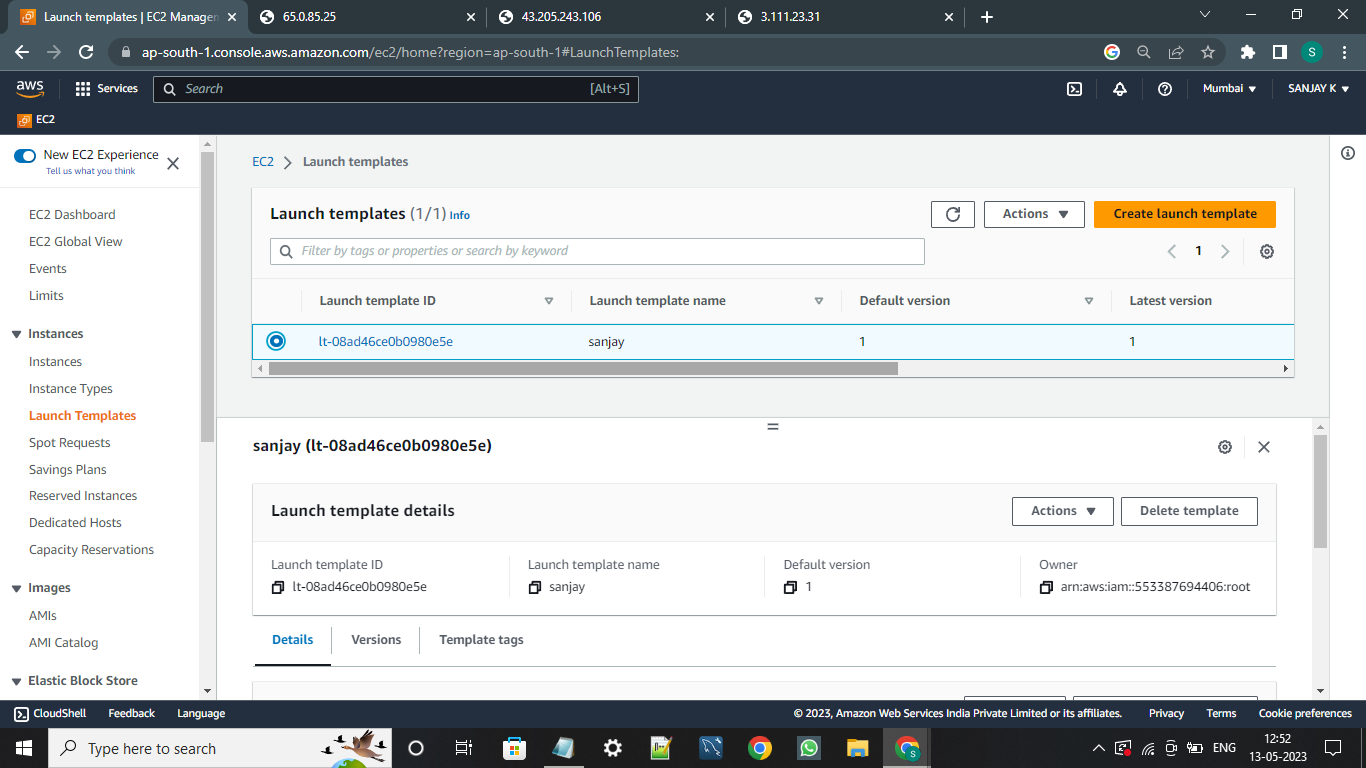 Launch templates | EC2 Manager
65.0.85.25
43.205.243.106
3.111.23.31
ap-south-1.console.aws.amazon.com/ec2/home?region=ap-south-1#LaunchTemplates:
S
aws
Services
Search
[Alt+S]
Mumbai
SANJAY K
EC2
New EC2 Experience
Tell us what you think
EC2 Dashboard
EC2 Global View
Events
Limits
Instances
Instances
Instance Types
Launch Templates
Spot Requests
Savings Plans
Reserved Instances
Dedicated Hosts
Capacity Reservations
Images
AMIs
AMI Catalog
Elastic Block Store
EC2 > Launch templates
Launch templates (1/1) Info
Actions
Create launch template
Filter by tags or properties or search by keyword
1
Launch template ID
Launch template name
Default version
Latest version
lt-08ad46ce0b0980e5e
sanjay
1
1
sanjay (lt-08ad46ce0b0980e5e)
Launch template details
Actions
Delete template
Launch template ID
lt-08ad46ce0b0980e5e
Launch template name
sanjay
Default version
1
Owner
arn:aws:iam::553387694406:root
Details
Versions
Template tags
CloudShell
Feedback
Language
© 2023, Amazon Web Services India Private Limited or its affiliates.
Privacy
Terms
Cookie preferences
Type here to search
S
ENG
12:52
13-05-2023